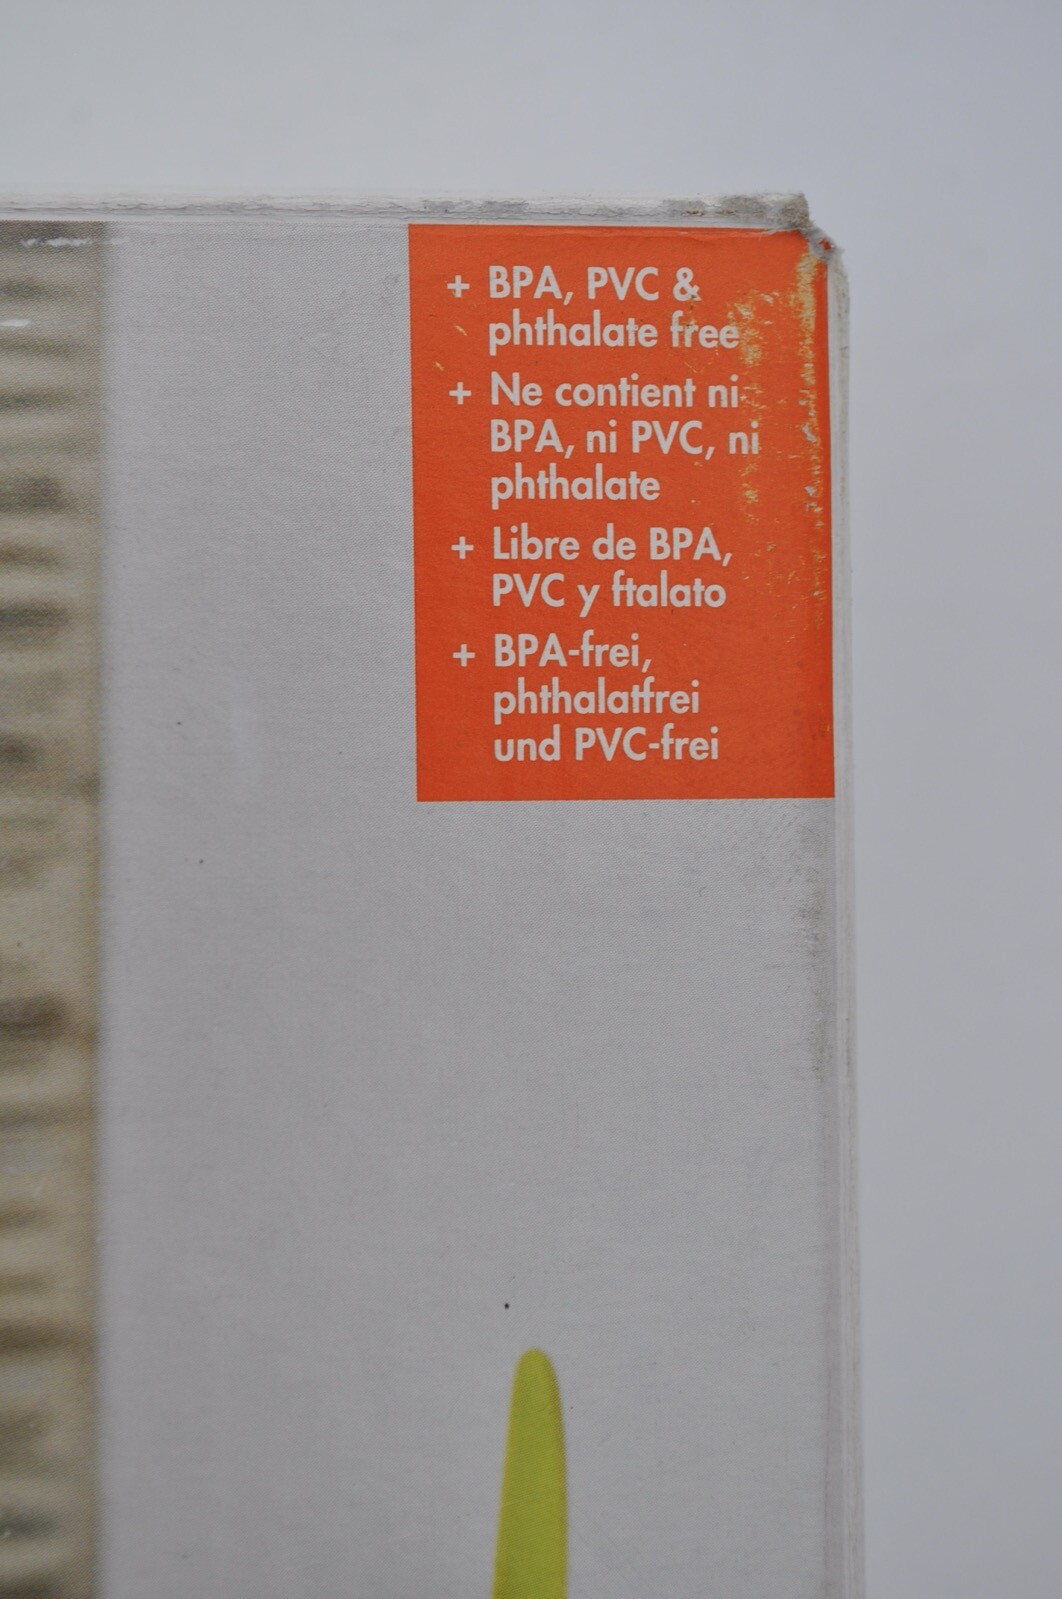 + BPA, PVC &
phthalate free
+ Ne contient ni
BPA, ni PVC, ni
phthalate
+ Libre de BPA,
PVC y ftalato
+ BPA-frei,
phthalatfrei
und PVC-frei